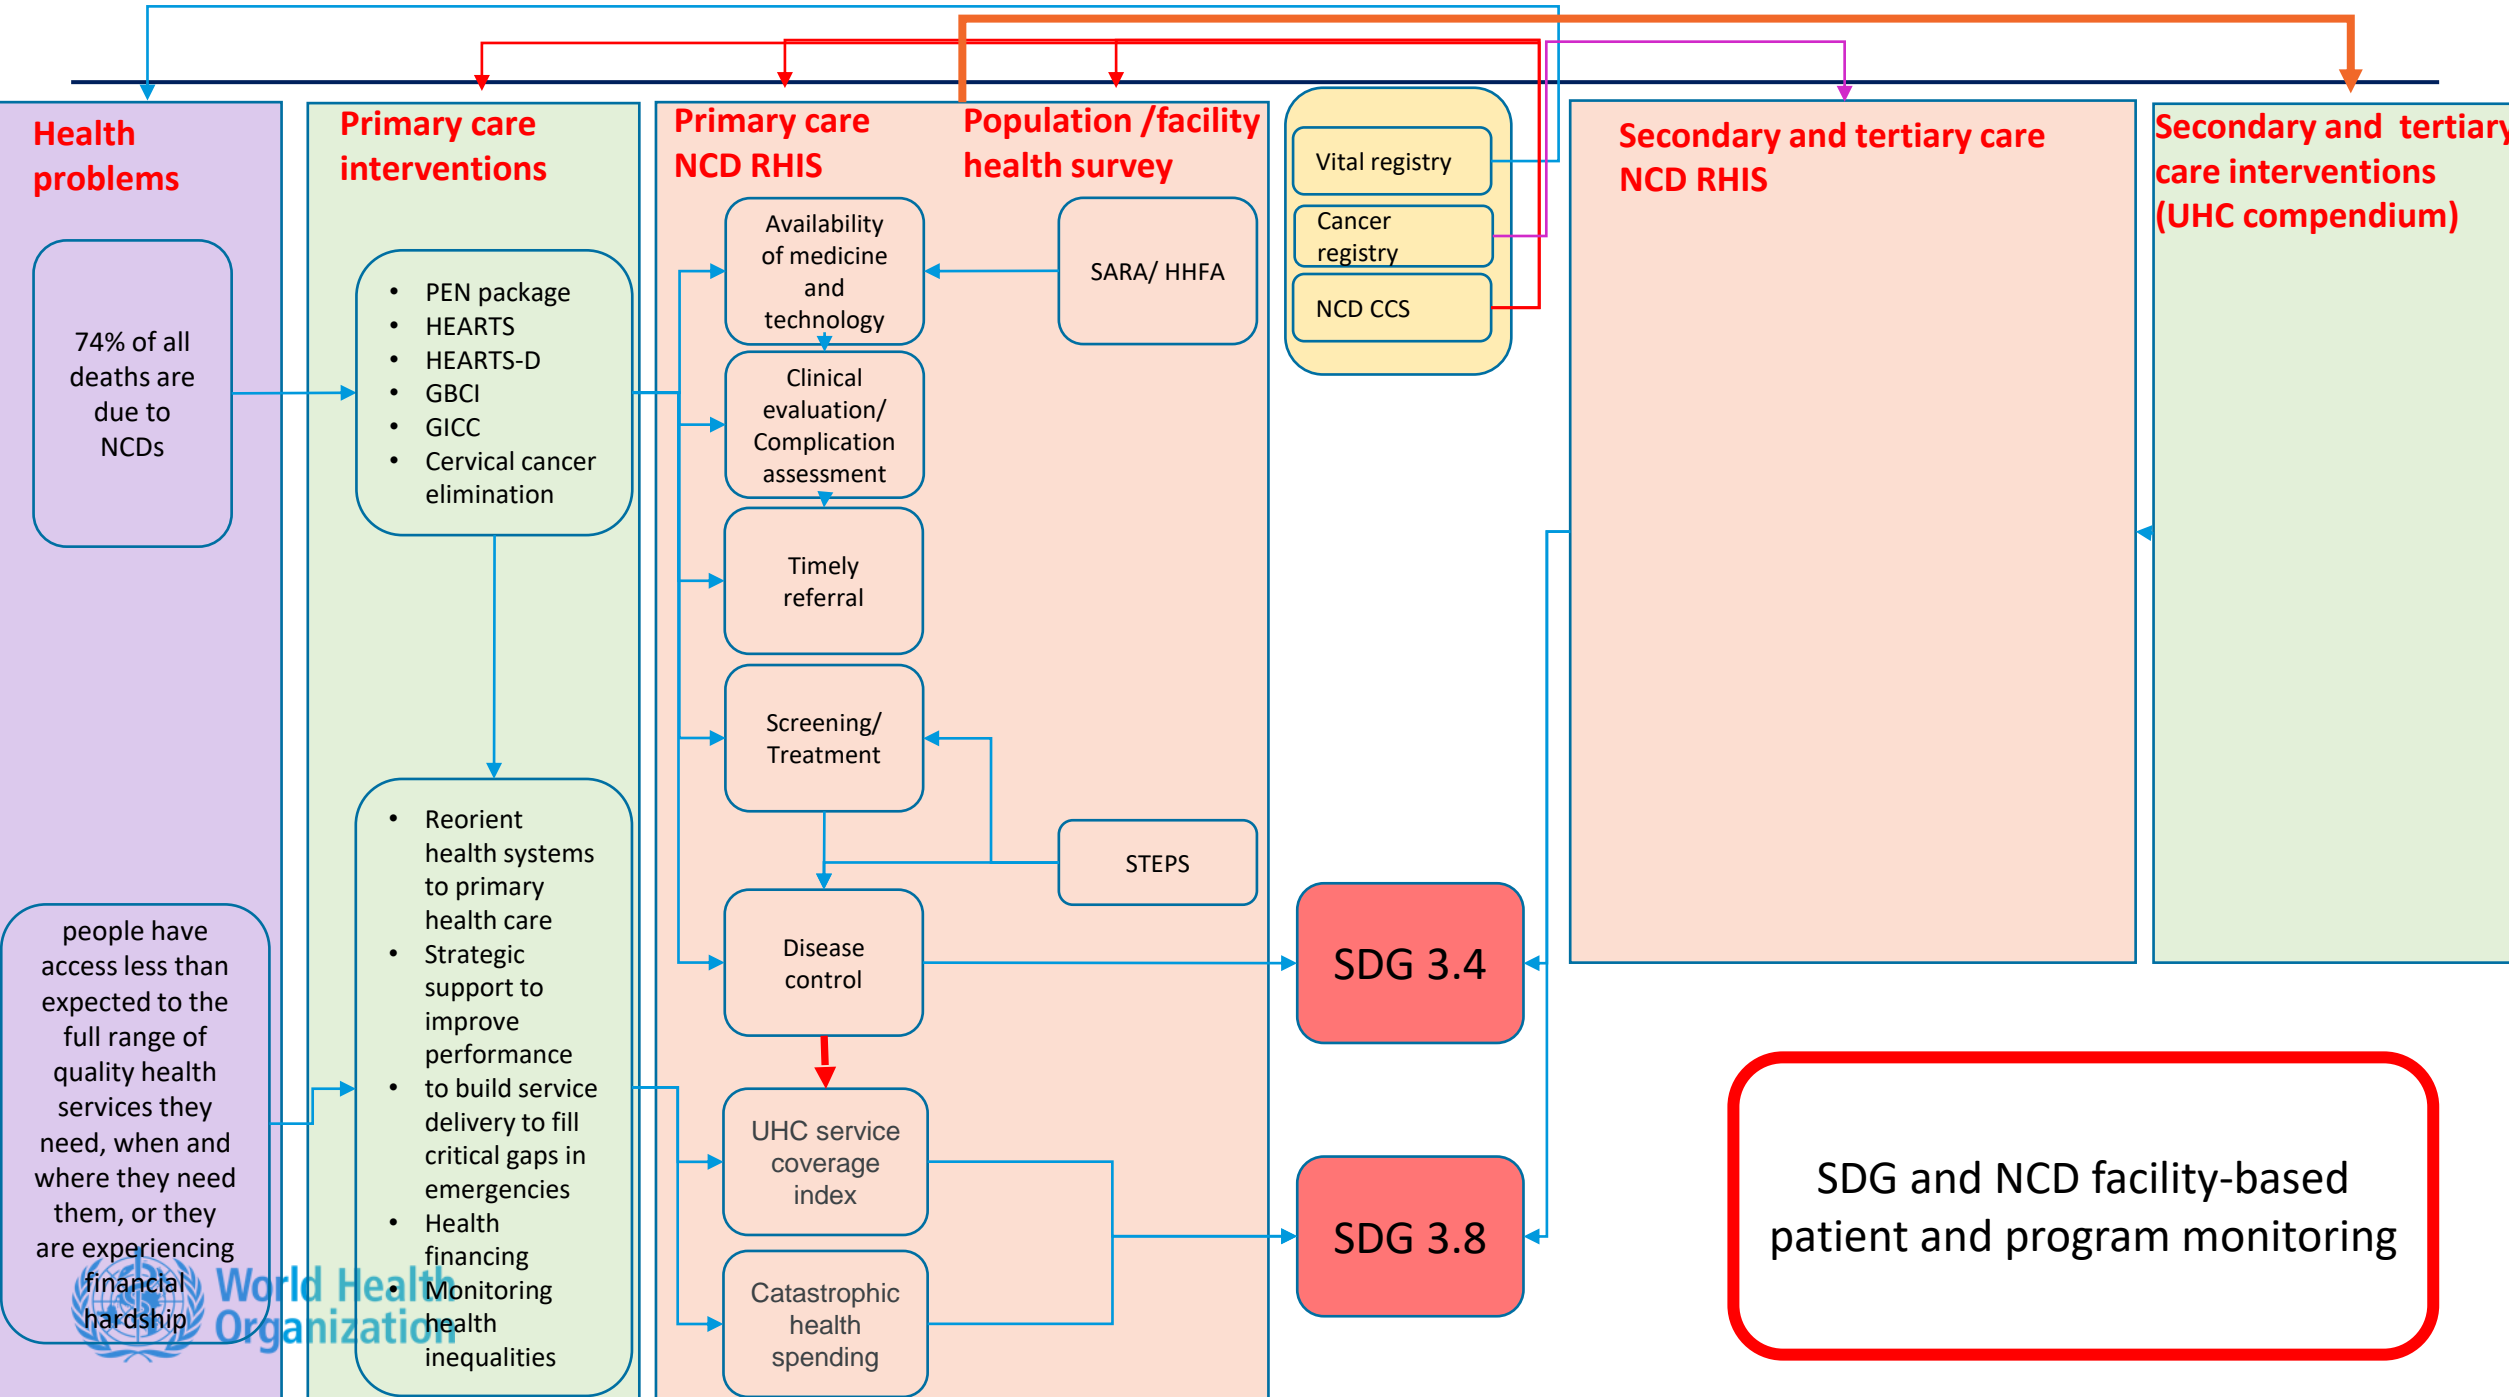 Health
problems
74% of all
deaths are
due to
NCDs
people have
access less than
expected to the
full range of
quality health
services they
need, when and
where they need
them, or they
are experiencing
financial
hardship
World Health
Organization
Primary care
interventions
• PEN package
• HEARTS
• HEARTS-D
• GBCI
• GICC
• Cervical cancer
elimination
• Reorient
health systems
to primary
health care
• Strategic
support to
improve
performance
• to build service
delivery to fill
critical gaps in
emergencies
• Health
financing
• Monitoring
health
inequalities
Primary care
NCD RHIS
Availability
of medicine
and
technology
Clinical
evaluation/
Complication
assessment
Timely
referral
Screening/
Treatment
Disease
control
UHC service
coverage
index
Catastrophic
health
spending
Population /facility
health survey
SARA/ HHFA
STEPS
Vital registry
Cancer
registry
NCD CCS
SDG 3.4
SDG 3.8
Secondary and tertiary care
NCD RHIS
Secondary and tertiary
care interventions
(UHC compendium)
SDG and NCD facility-based
patient and program monitoring